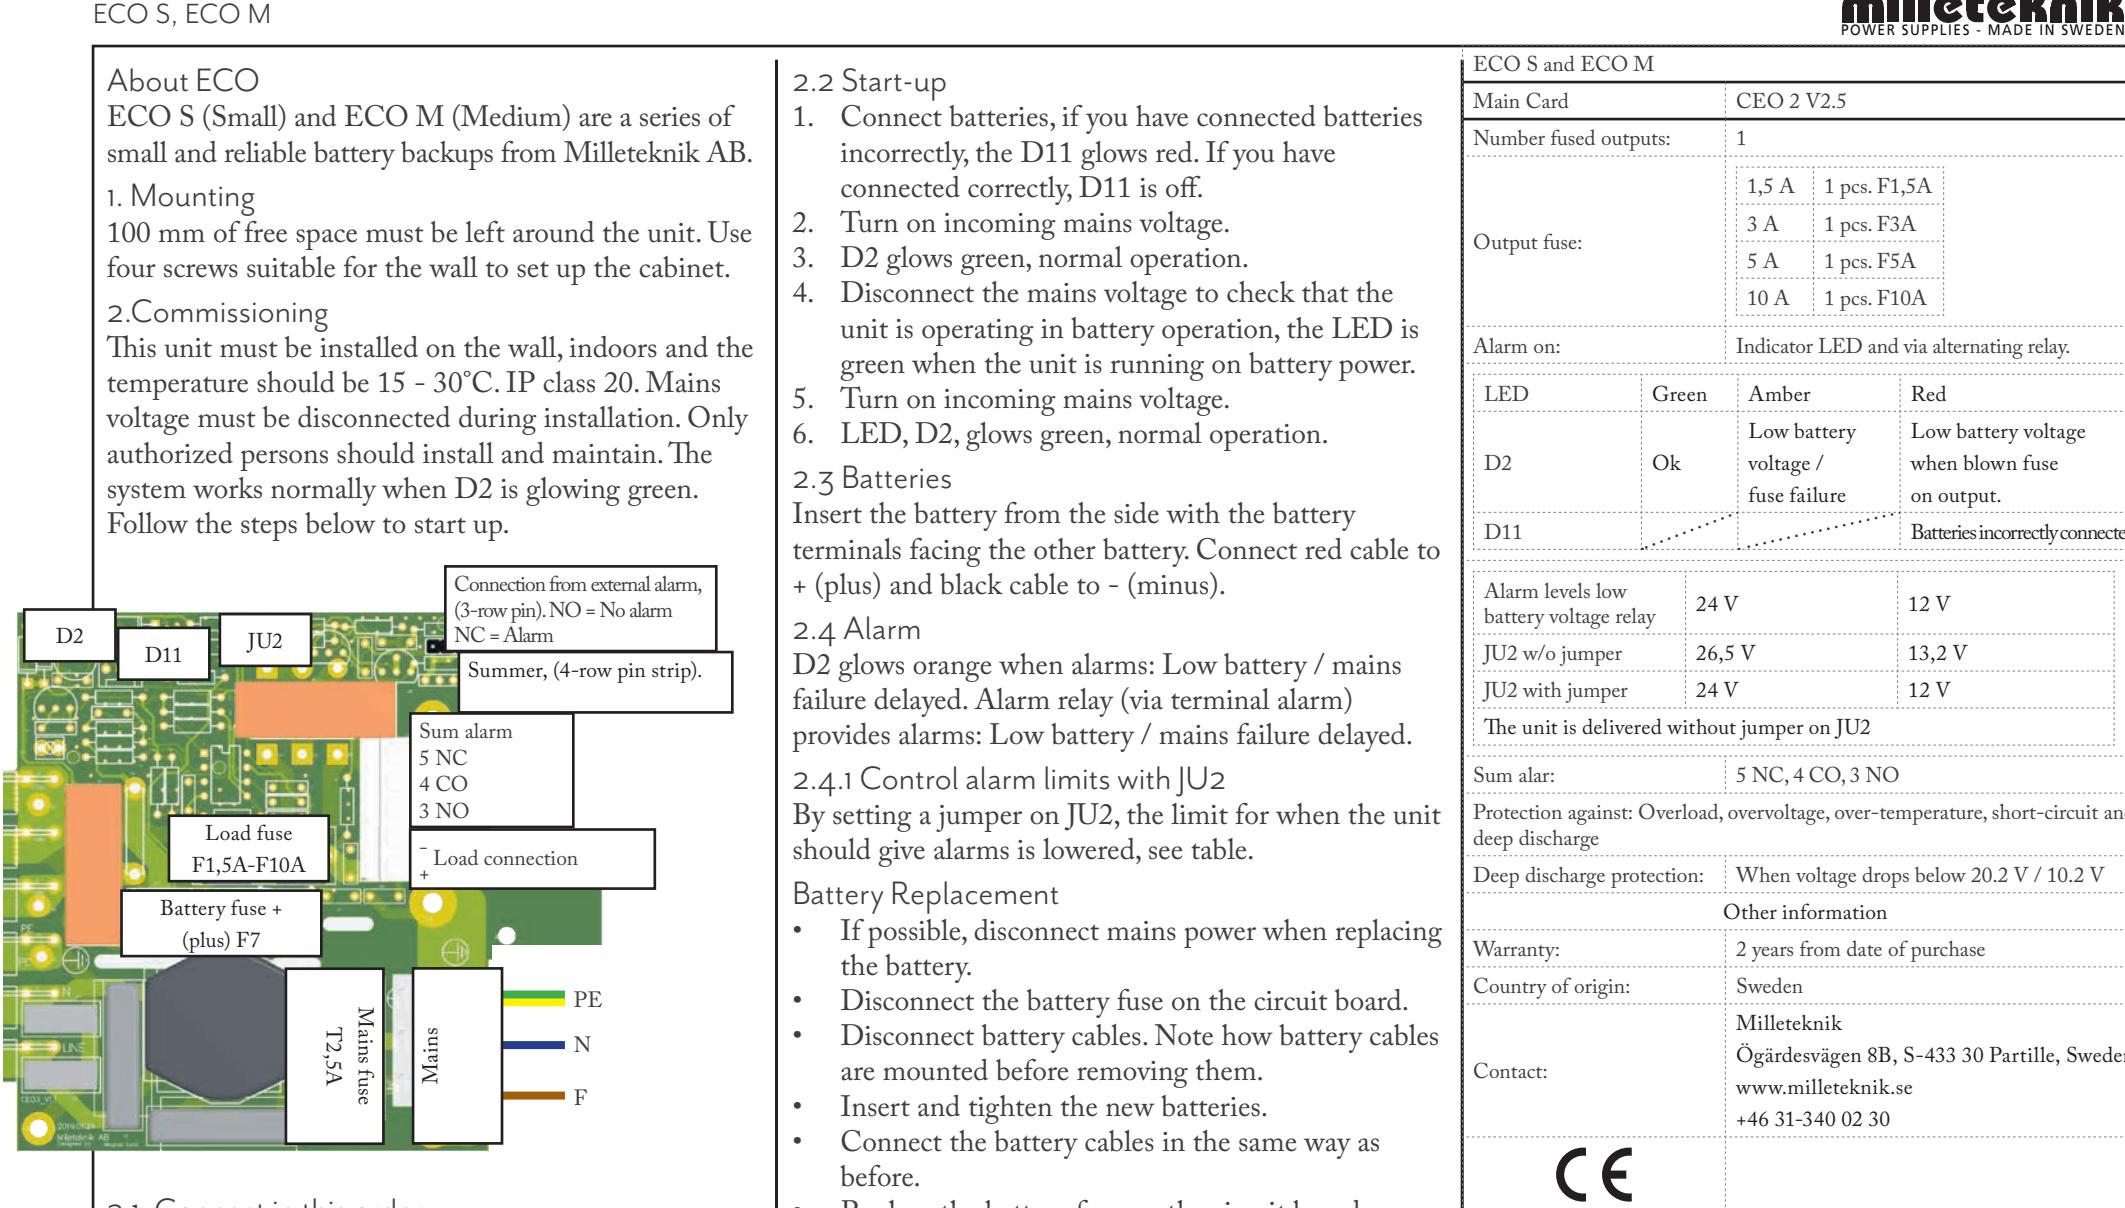 ECO S, ECO M
milleteknik
POWER SUPPLIES - MADE IN SWEDEN
About ECO
ECO S (Small) and ECO M (Medium) are a series of
small and reliable battery backups from Milleteknik AB.
1. Mounting
100 mm of free space must be left around the unit. Use
four screws suitable for the wall to set up the cabinet.
2.Commissioning
This unit must be installed on the wall, indoors and the
temperature should be 15 - 30°C. IP class 20. Mains
voltage must be disconnected during installation. Only
authorized persons should install and maintain. The
system works normally when D2 is glowing green.
Follow the steps below to start up.
Connection from external alarm,
(3-row pin). NO = No alarm
NC = Alarm
D2
D11
JU2
Summer, (4-row pin strip).
Sum alarm
5 NC
4 CO
3 NO
Load fuse
F1,5A-F10A
- Load connection
+
Battery fuse +
(plus) F7
Mains fuse
T2,5A
Mains
PE
N
F
PE
N
LINE
2019.01.24
Milleteknik AB
2.1. Connect in this order
2.2 Start-up
1. Connect batteries, if you have connected batteries
incorrectly, the D11 glows red. If you have
connected correctly, D11 is off.
2. Turn on incoming mains voltage.
3. D2 glows green, normal operation.
4. Disconnect the mains voltage to check that the
unit is operating in battery operation, the LED is
green when the unit is running on battery power.
5. Turn on incoming mains voltage.
6. LED, D2, glows green, normal operation.
2.3 Batteries
Insert the battery from the side with the battery
terminals facing the other battery. Connect red cable to
+ (plus) and black cable to - (minus).
2.4 Alarm
D2 glows orange when alarms: Low battery / mains
failure delayed. Alarm relay (via terminal alarm)
provides alarms: Low battery / mains failure delayed.
2.4.1 Control alarm limits with JU2
By setting a jumper on JU2, the limit for when the unit
should give alarms is lowered, see table.
Battery Replacement
• If possible, disconnect mains power when replacing
the battery.
• Disconnect the battery fuse on the circuit board.
• Disconnect battery cables. Note how battery cables
are mounted before removing them.
• Insert and tighten the new batteries.
• Connect the battery cables in the same way as
before.
ECO S and ECO M
Main Card CEO 2 V2.5
Number fused outputs: 1
Output fuse:
1,5 A 1 pcs. F1,5A
3 A 1 pcs. F3A
5 A 1 pcs. F5A
10 A 1 pcs. F10A
Alarm on: Indicator LED and via alternating relay.
LED Green Amber Red
D2 Ok
Low battery
voltage /
fuse failure
Low battery voltage
when blown fuse
on output.
D11 Batteries incorrectly connecte
Alarm levels low
battery voltage relay
24 V 12 V
JU2 w/o jumper 26,5 V 13,2 V
JU2 with jumper 24 V 12 V
The unit is delivered without jumper on JU2
Sum alar: 5 NC, 4 CO, 3 NO
Protection against: Overload, overvoltage, over-temperature, short-circuit an
deep discharge
Deep discharge protection: When voltage drops below 20.2 V / 10.2 V
Other information
Warranty: 2 years from date of purchase
Country of origin: Sweden
Contact:
Milleteknik
Ögärdesvägen 8B, S-433 30 Partille, Sweden
www.milleteknik.se
+46 31-340 02 30
CE